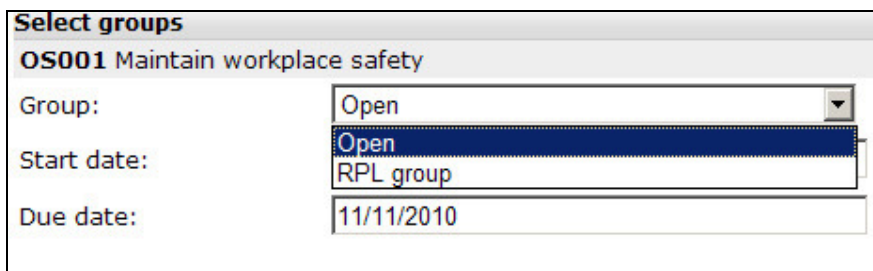 Select groups
OS001 Maintain workplace safety
Group: Open
Open
Start date:
RPL group
Due date: 11/11/2010